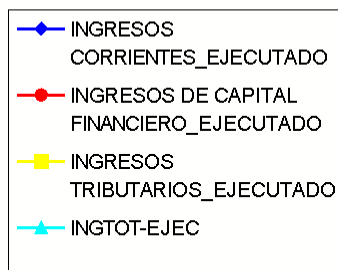 INGRESOS
CORRIENTES_EJECUTADO
INGRESOS DE CAPITAL
FINANCIERO_EJECUTADO
INGRESOS
TRIBUTARIOS_EJECUTADO
INGTOT-EJEC